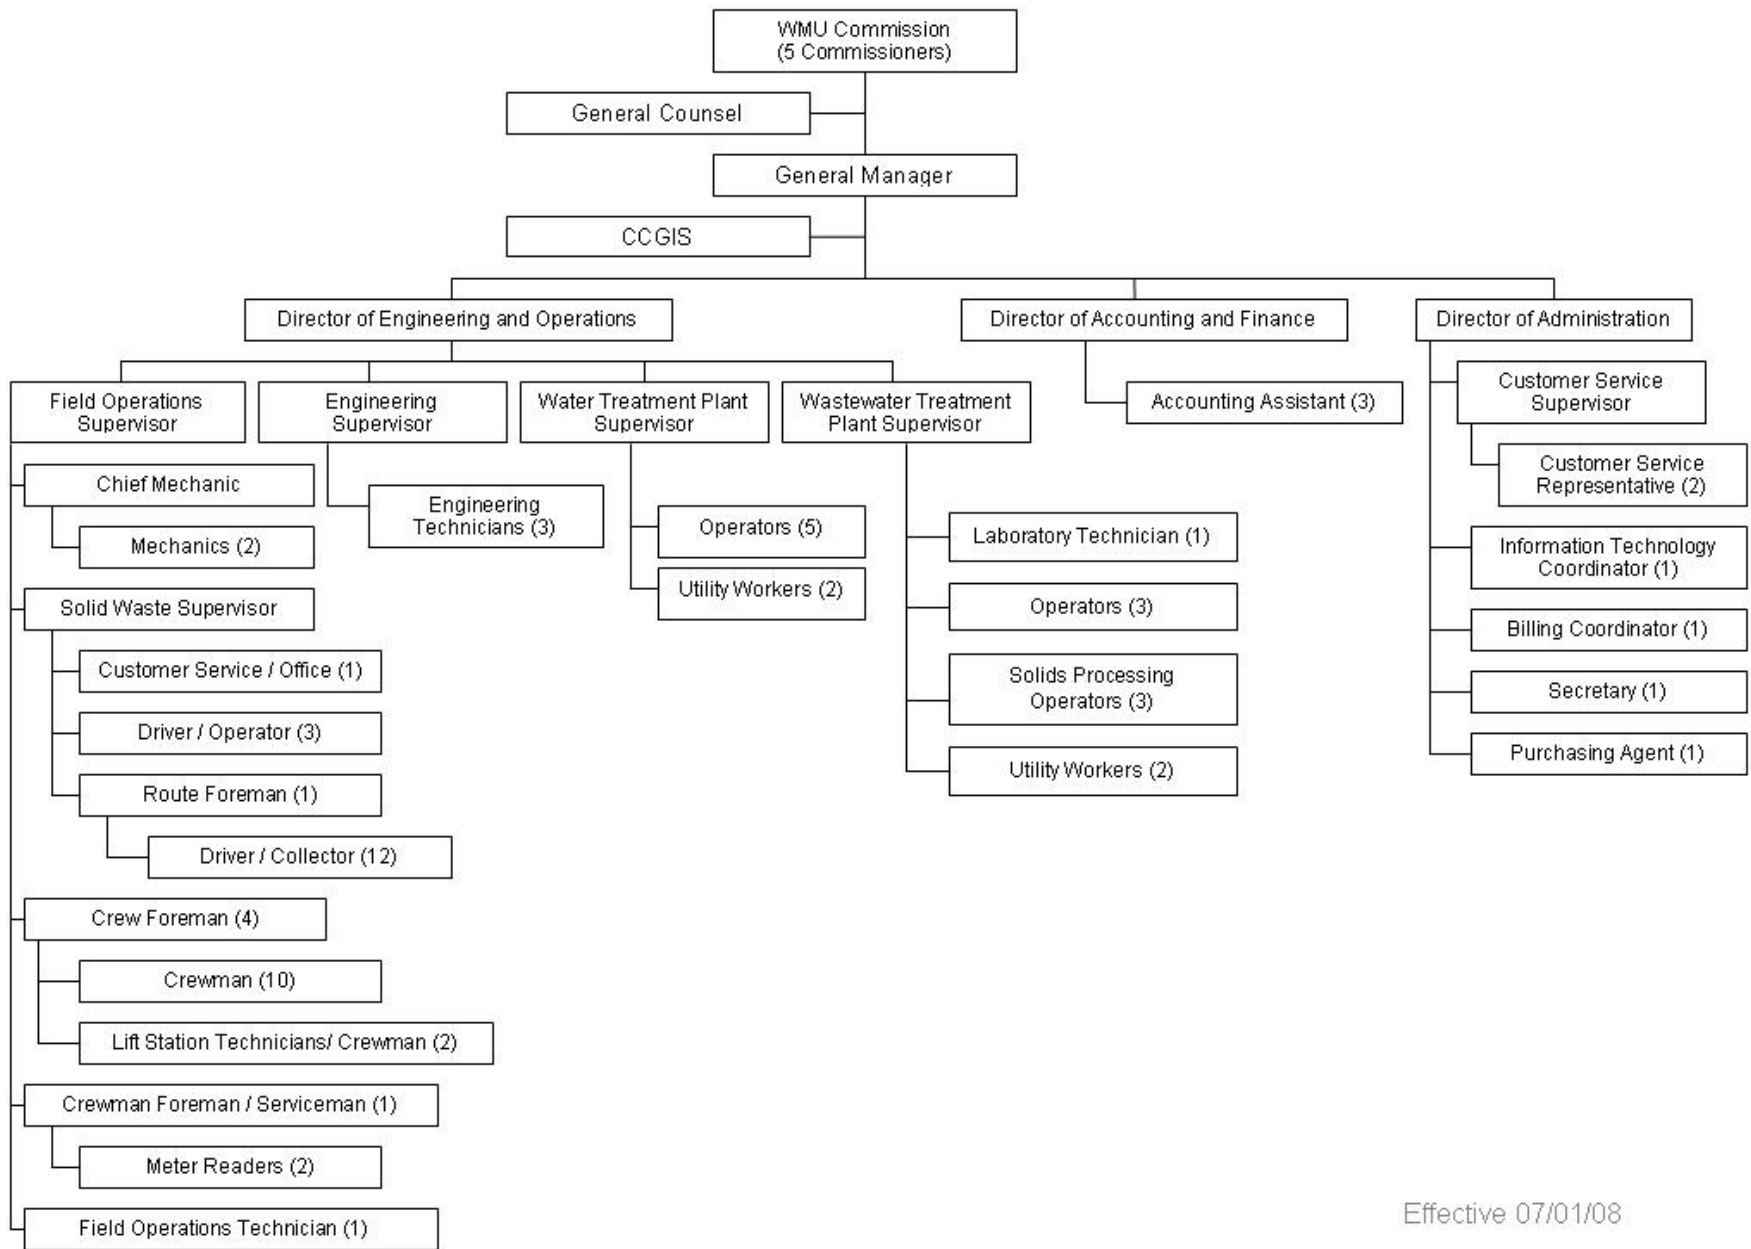 WMU Commission
(5 Commissioners)
General Counsel
General Manager
CCGIS
Director of Engineering and Operations
Director of Accounting and Finance
Director of Administration
Field Operations
Supervisor
Engineering
Supervisor
Water Treatment Plant
Supervisor
Wastewater Treatment
Plant Supervisor
Accounting Assistant (3)
Customer Service
Supervisor
Customer Service
Representative (2)
Information Technology
Coordinator (1)
Billing Coordinator (1)
Secretary (1)
Purchasing Agent (1)
Chief Mechanic
Mechanics (2)
Engineering
Technicians (3)
Operators (5)
Utility Workers (2)
Laboratory Technician (1)
Operators (3)
Solids Processing
Operators (3)
Utility Workers (2)
Solid Waste Supervisor
Customer Service / Office (1)
Driver / Operator (3)
Route Foreman (1)
Driver / Collector (12)
Crew Foreman (4)
Crewman (10)
Lift Station Technicians/ Crewman (2)
Crewman Foreman / Serviceman (1)
Meter Readers (2)
Field Operations Technician (1)
Effective 07/01/08